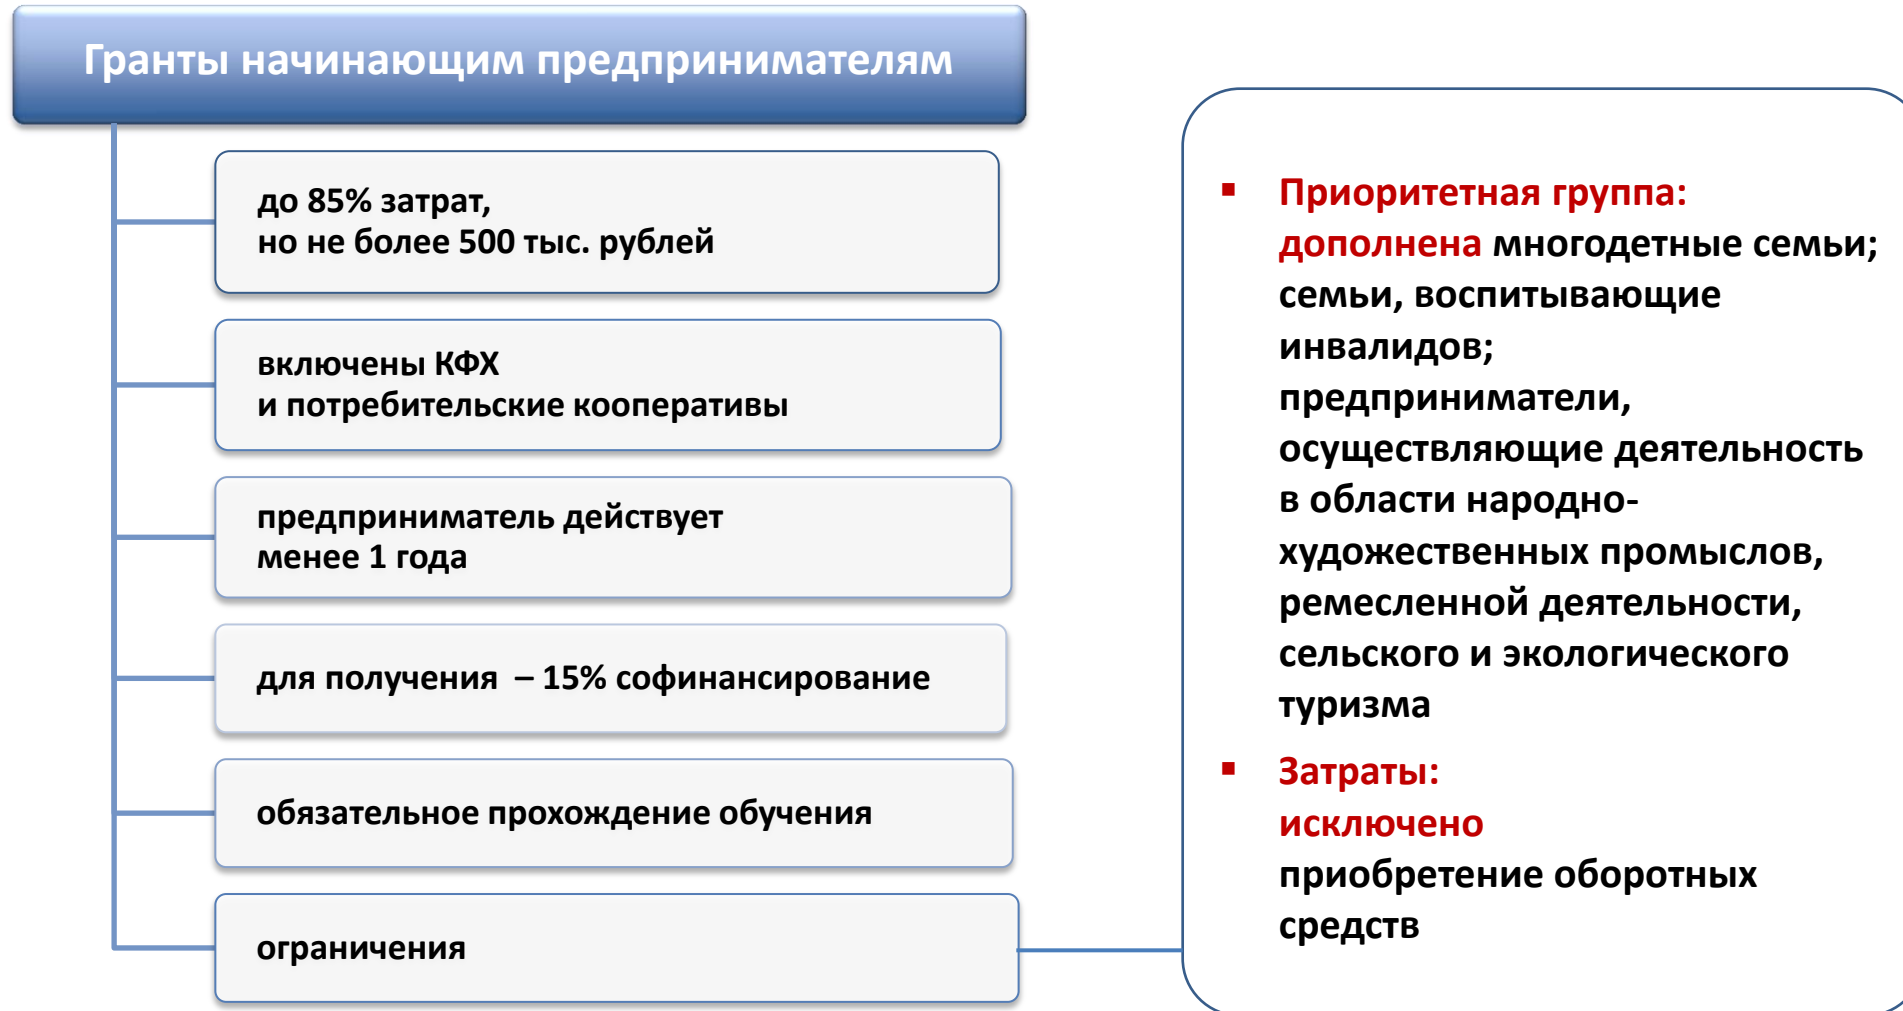 Гранты начинающим предпринимателям
до 85% затрат,
но не более 500 тыс. рублей
включены КФХ
и потребительские кооперативы
предприниматель действует
менее 1 года
для получения – 15% софинансирование
обязательное прохождение обучения
ограничения
▪ Приоритетная группа:
дополнена многодетные семьи;
семьи, воспитывающие
инвалидов;
предприниматели,
осуществляющие деятельность
в области народно-
художественных промыслов,
ремесленной деятельности,
сельского и экологического
туризма
▪ Затраты:
исключено
приобретение оборотных
средств